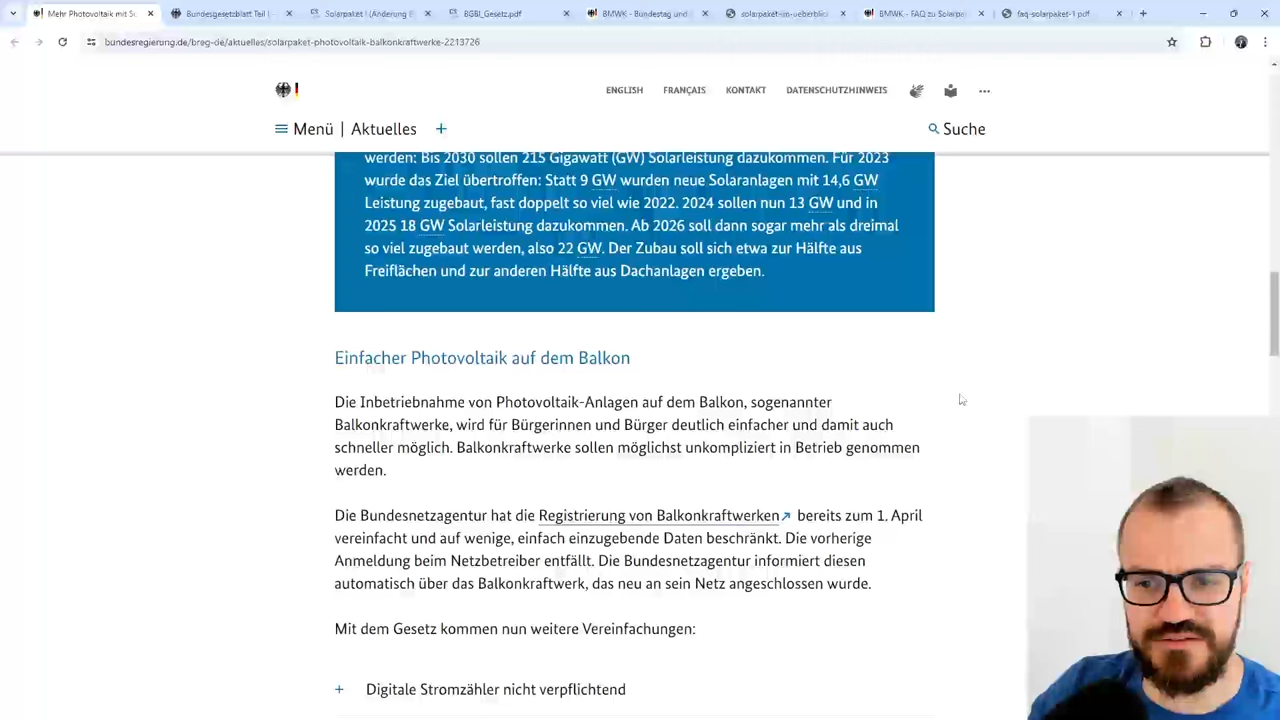 Mehr Photovoltaik mit S
Bundesgesetzblatt Teil I -
Solarpaket I (Änderung E
BGBl_Gesetz.pdf
BMWK - Bundestag und
solarpaket-im-ueberblic
BMWK - FAQ zu Solarpa
faq-solarpaket-1.pdf
bundesregierung.de/breg-de/aktuelles/solarpaket-photovoltaik-balkonkraftwerke-2213726
ENGLISH FRANÇAIS KONTAKT DATENSCHUTZHINWEIS
Menü | Aktuelles + Suche
werden: Bis 2030 sollen 215 Gigawatt (GW) Solarleistung dazukommen. Für 2023
wurde das Ziel übertroffen: Statt 9 GW wurden neue Solaranlagen mit 14,6 GW
Leistung zugebaut, fast doppelt so viel wie 2022. 2024 sollen nun 13 GW und in
2025 18 GW Solarleistung dazukommen. Ab 2026 soll dann sogar mehr als dreimal
so viel zugebaut werden, also 22 GW. Der Zubau soll sich etwa zur Hälfte aus
Freiflächen und zur anderen Hälfte aus Dachanlagen ergeben.
Einfacher Photovoltaik auf dem Balkon
Die Inbetriebnahme von Photovoltaik-Anlagen auf dem Balkon, sogenannter
Balkonkraftwerke, wird für Bürgerinnen und Bürger deutlich einfacher und damit auch
schneller möglich. Balkonkraftwerke sollen möglichst unkompliziert in Betrieb genommen
werden.
Die Bundesnetzagentur hat die Registrierung von Balkonkraftwerken bereits zum 1. April
vereinfacht und auf wenige, einfach einzugebende Daten beschränkt. Die vorherige
Anmeldung beim Netzbetreiber entfällt. Die Bundesnetzagentur informiert diesen
automatisch über das Balkonkraftwerk, das neu an sein Netz angeschlossen wurde.
Mit dem Gesetz kommen nun weitere Vereinfachungen:
+ Digitale Stromzähler nicht verpflichtend